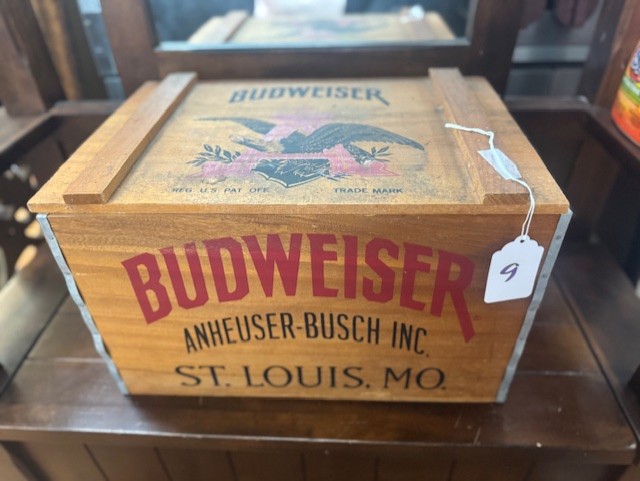 BUDWEISER
REG. U.S. PAT. OFF. TRADE MARK
BUDWEISER®
ANHEUSER-BUSCH INC.
ST. LOUIS, MO.
9